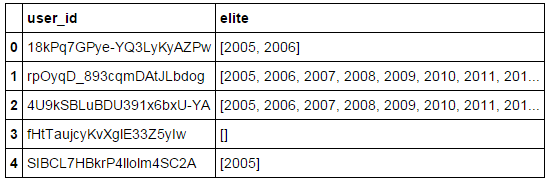 user_id elite
0 18kPq7GPye-YQ3LyKyAZPw [2005, 2006]
1 rpOyqD_893cqmDAtJLbdog [2005, 2006, 2007, 2008, 2009, 2010, 2011, 201...
2 4U9kSBLuBDU391x6bxU-YA [2005, 2006, 2007, 2008, 2009, 2010, 2011, 201...
3 fHtTaujcyKvXglE33Z5yIw []
4 SIBCL7HBkrP4llolm4SC2A [2005]